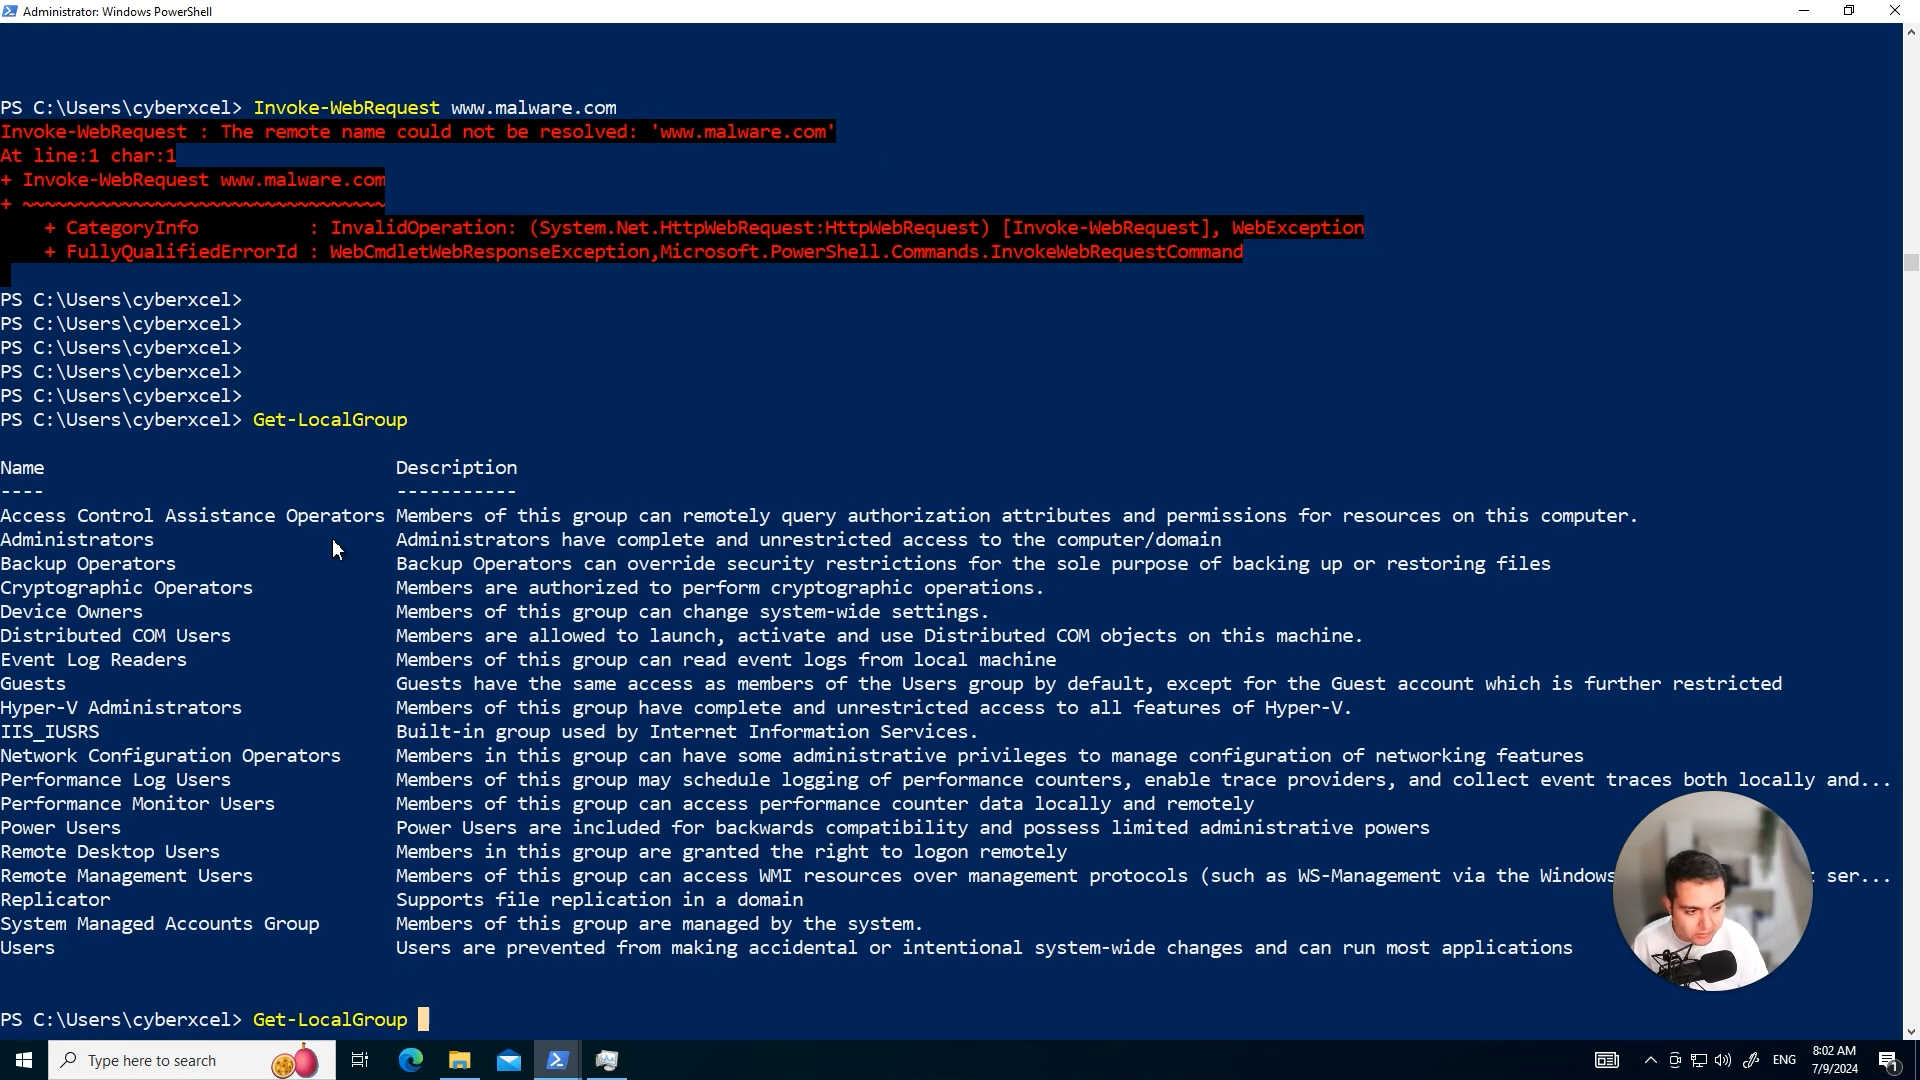 Administrator: Windows PowerShell
PS C:\Users\cyberxcel> Invoke-WebRequest www.malware.com
Invoke-WebRequest : The remote name could not be resolved: 'www.malware.com'
At line:1 char:1
+ Invoke-WebRequest www.malware.com
+ ~~~~~~~~~~~~~~~~~~~~~~~~~~~~~~~~~
+ CategoryInfo : InvalidOperation: (System.Net.HttpWebRequest:HttpWebRequest) [Invoke-WebRequest], WebException
+ FullyQualifiedErrorId : WebCmdletWebResponseException,Microsoft.PowerShell.Commands.InvokeWebRequestCommand
PS C:\Users\cyberxcel>
PS C:\Users\cyberxcel>
PS C:\Users\cyberxcel>
PS C:\Users\cyberxcel>
PS C:\Users\cyberxcel>
PS C:\Users\cyberxcel> Get-LocalGroup
Name Description
---- -----------
Access Control Assistance Operators Members of this group can remotely query authorization attributes and permissions for resources on this computer.
Administrators Administrators have complete and unrestricted access to the computer/domain
Backup Operators Backup Operators can override security restrictions for the sole purpose of backing up or restoring files
Cryptographic Operators Members are authorized to perform cryptographic operations.
Device Owners Members of this group can change system-wide settings.
Distributed COM Users Members are allowed to launch, activate and use Distributed COM objects on this machine.
Event Log Readers Members of this group can read event logs from local machine
Guests Guests have the same access as members of the Users group by default, except for the Guest account which is further restricted
Hyper-V Administrators Members of this group have complete and unrestricted access to all features of Hyper-V.
IIS_IUSRS Built-in group used by Internet Information Services.
Network Configuration Operators Members in this group can have some administrative privileges to manage configuration of networking features
Performance Log Users Members of this group may schedule logging of performance counters, enable trace providers, and collect event traces both locally and...
Performance Monitor Users Members of this group can access performance counter data locally and remotely
Power Users Power Users are included for backwards compatibility and possess limited administrative powers
Remote Desktop Users Members in this group are granted the right to logon remotely
Remote Management Users Members of this group can access WMI resources over management protocols (such as WS-Management via the Windows ser...
Replicator Supports file replication in a domain
System Managed Accounts Group Members of this group are managed by the system.
Users Users are prevented from making accidental or intentional system-wide changes and can run most applications
PS C:\Users\cyberxcel> Get-LocalGroup
Type here to search
ENG
8:02 AM
7/9/2024
1